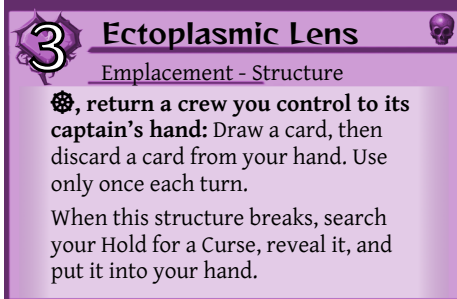 3
Ectoplasmic Lens
Emplacement - Structure
☸, return a crew you control to its
captain's hand: Draw a card, then
discard a card from your hand. Use
only once each turn.
When this structure breaks, search
your Hold for a Curse, reveal it, and
put it into your hand.